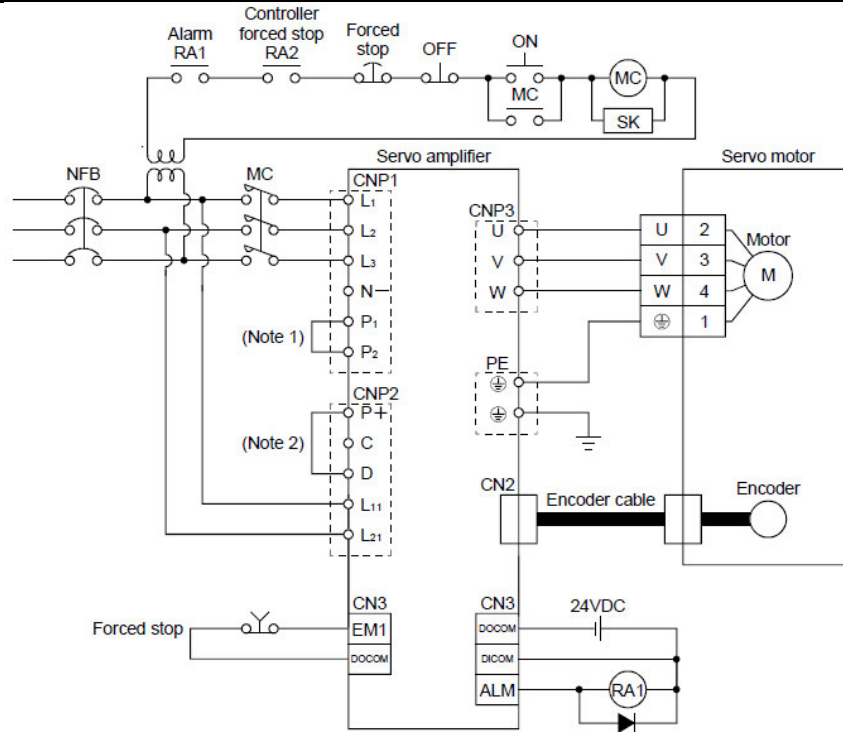 Controller
Alarm forced stop Forced
RA1 RA2 stop OFF ON
MC
MC
SK
Servo amplifier Servo motor
NFB MC CNP1
CNP3
L1 U U 2 Motor
L2 V V 3 M
L3 W W 4
N− ⏚ 1
(Note 1) P1
P2 PE
CNP2
P+
(Note 2) C
D
CN2 Encoder cable Encoder
L11
L21
CN3 CN3 24VDC
Forced stop EM1 DOCOM
DOCOM DICOM
ALM RA1